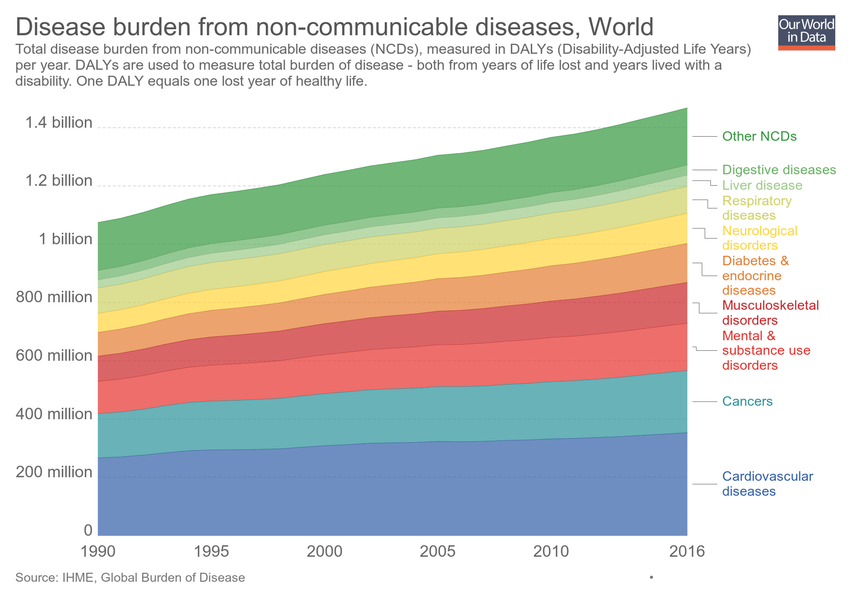 Disease burden from non-communicable diseases, World
Our World
in Data
Total disease burden from non-communicable diseases (NCDs), measured in DALYs (Disability-Adjusted Life Years)
per year. DALYs are used to measure total burden of disease - both from years of life lost and years lived with a
disability. One DALY equals one lost year of healthy life.
1.4 billion
1.2 billion
1 billion
800 million
600 million
400 million
200 million
0
Other NCDs
Digestive diseases
Liver disease
Respiratory
diseases
Neurological
disorders
Diabetes &
endocrine
diseases
Musculoskeletal
disorders
Mental &
substance use
disorders
Cancers
Cardiovascular
diseases
1990
1995
2000
2005
2010
2016
Source: IHME, Global Burden of Disease